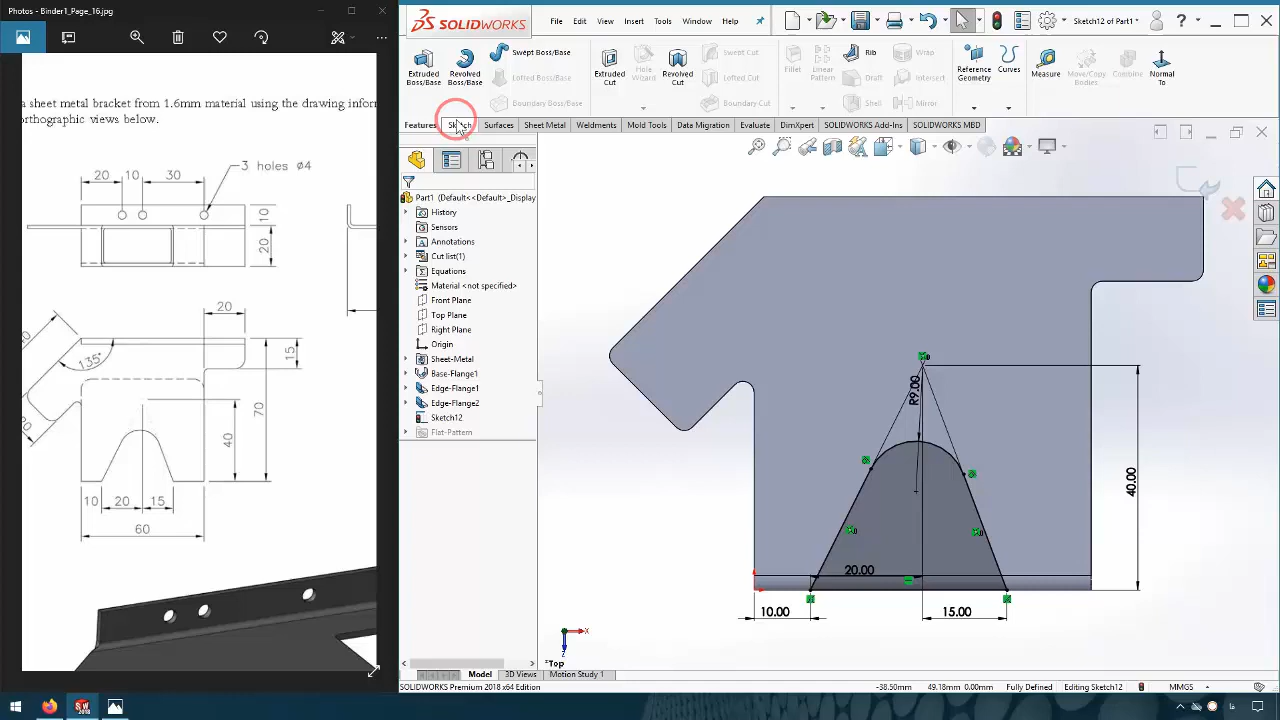 Photos - Binder1_Page_16.jpg
a sheet metal bracket from 1.6mm material using the drawing infor
orthographic views below.
3 holes ø4
20 10 30
10
20
20
135°
15
70
40
10 20 15
60
SOLIDWORKS
File Edit View Insert Tools Window Help
Sketch12 of Part1
?
Extruded Boss/Base
Revolved Boss/Base
Swept Boss/Base
Lofted Boss/Base
Boundary Boss/Base
Extruded Cut
Hole Wizard
Revolved Cut
Swept Cut
Lofted Cut
Boundary Cut
Fillet
Linear Pattern
Rib
Draft
Shell
Wrap
Intersect
Mirror
Reference Geometry
Curves
Measure
Move/Copy Bodies
Combine
Normal To
Features Sketch Surfaces Sheet Metal Weldments Mold Tools Data Migration Evaluate DimXpert SOLIDWORKS Add-Ins SOLIDWORKS MBD
Part1 (Default<<Default>_Display
History
Sensors
Annotations
Cut list(1)
Equations
Material <not specified>
Front Plane
Top Plane
Right Plane
Origin
Sheet-Metal
Base-Flange1
Edge-Flange1
Edge-Flange2
Sketch12
Flat-Pattern
R9.00
40.00
20.00
10.00
15.00
X
Z
*Top
Model 3D Views Motion Study 1
SOLIDWORKS Premium 2018 x64 Edition
-38.50mm 49.18mm 0.00mm Fully Defined Editing Sketch12 MMGS